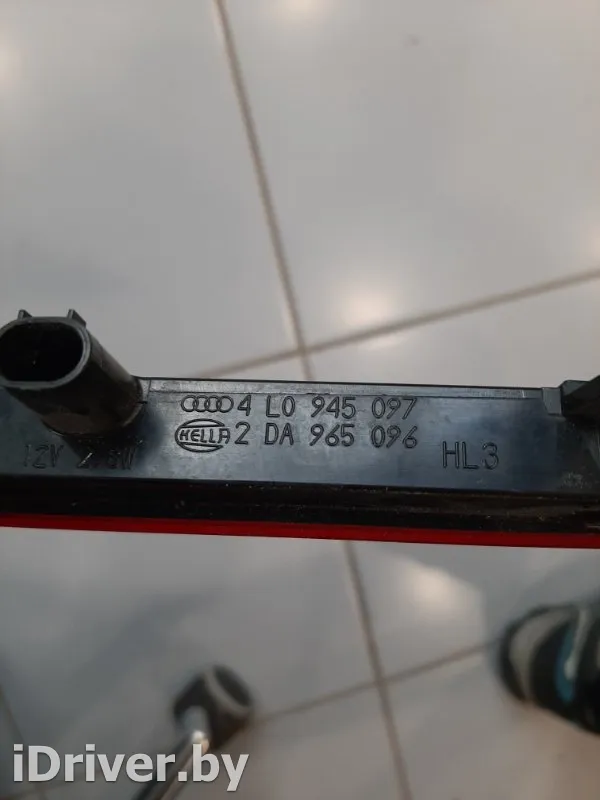 4 L0 945 097
HELLA 2 DA 965 096
12V HL3
iDriver.by